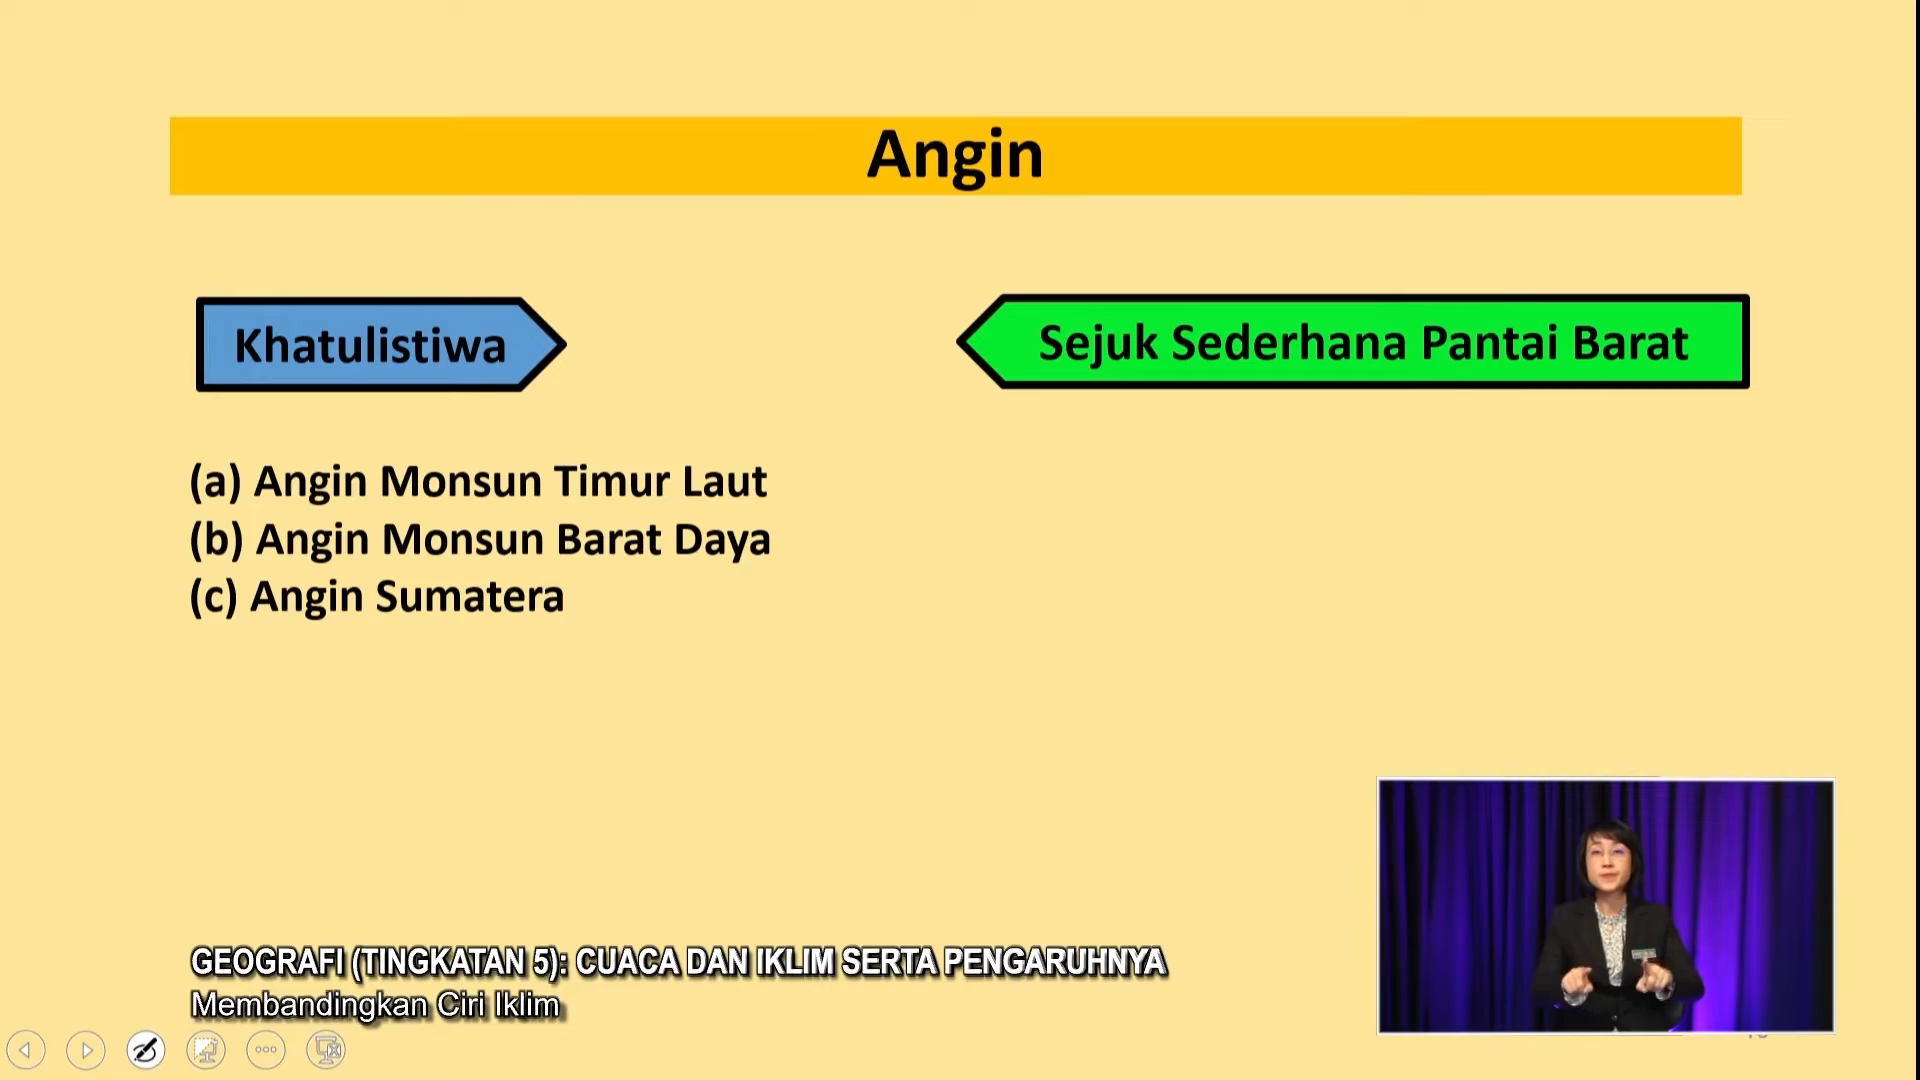 Angin
Khatulistiwa
Sejuk Sederhana Pantai Barat
(a) Angin Monsun Timur Laut
(b) Angin Monsun Barat Daya
(c) Angin Sumatera
GEOGRAFI (TINGKATAN 5): CUACA DAN IKLIM SERTA PENGARUHNYA
Membandingkan Ciri Iklim